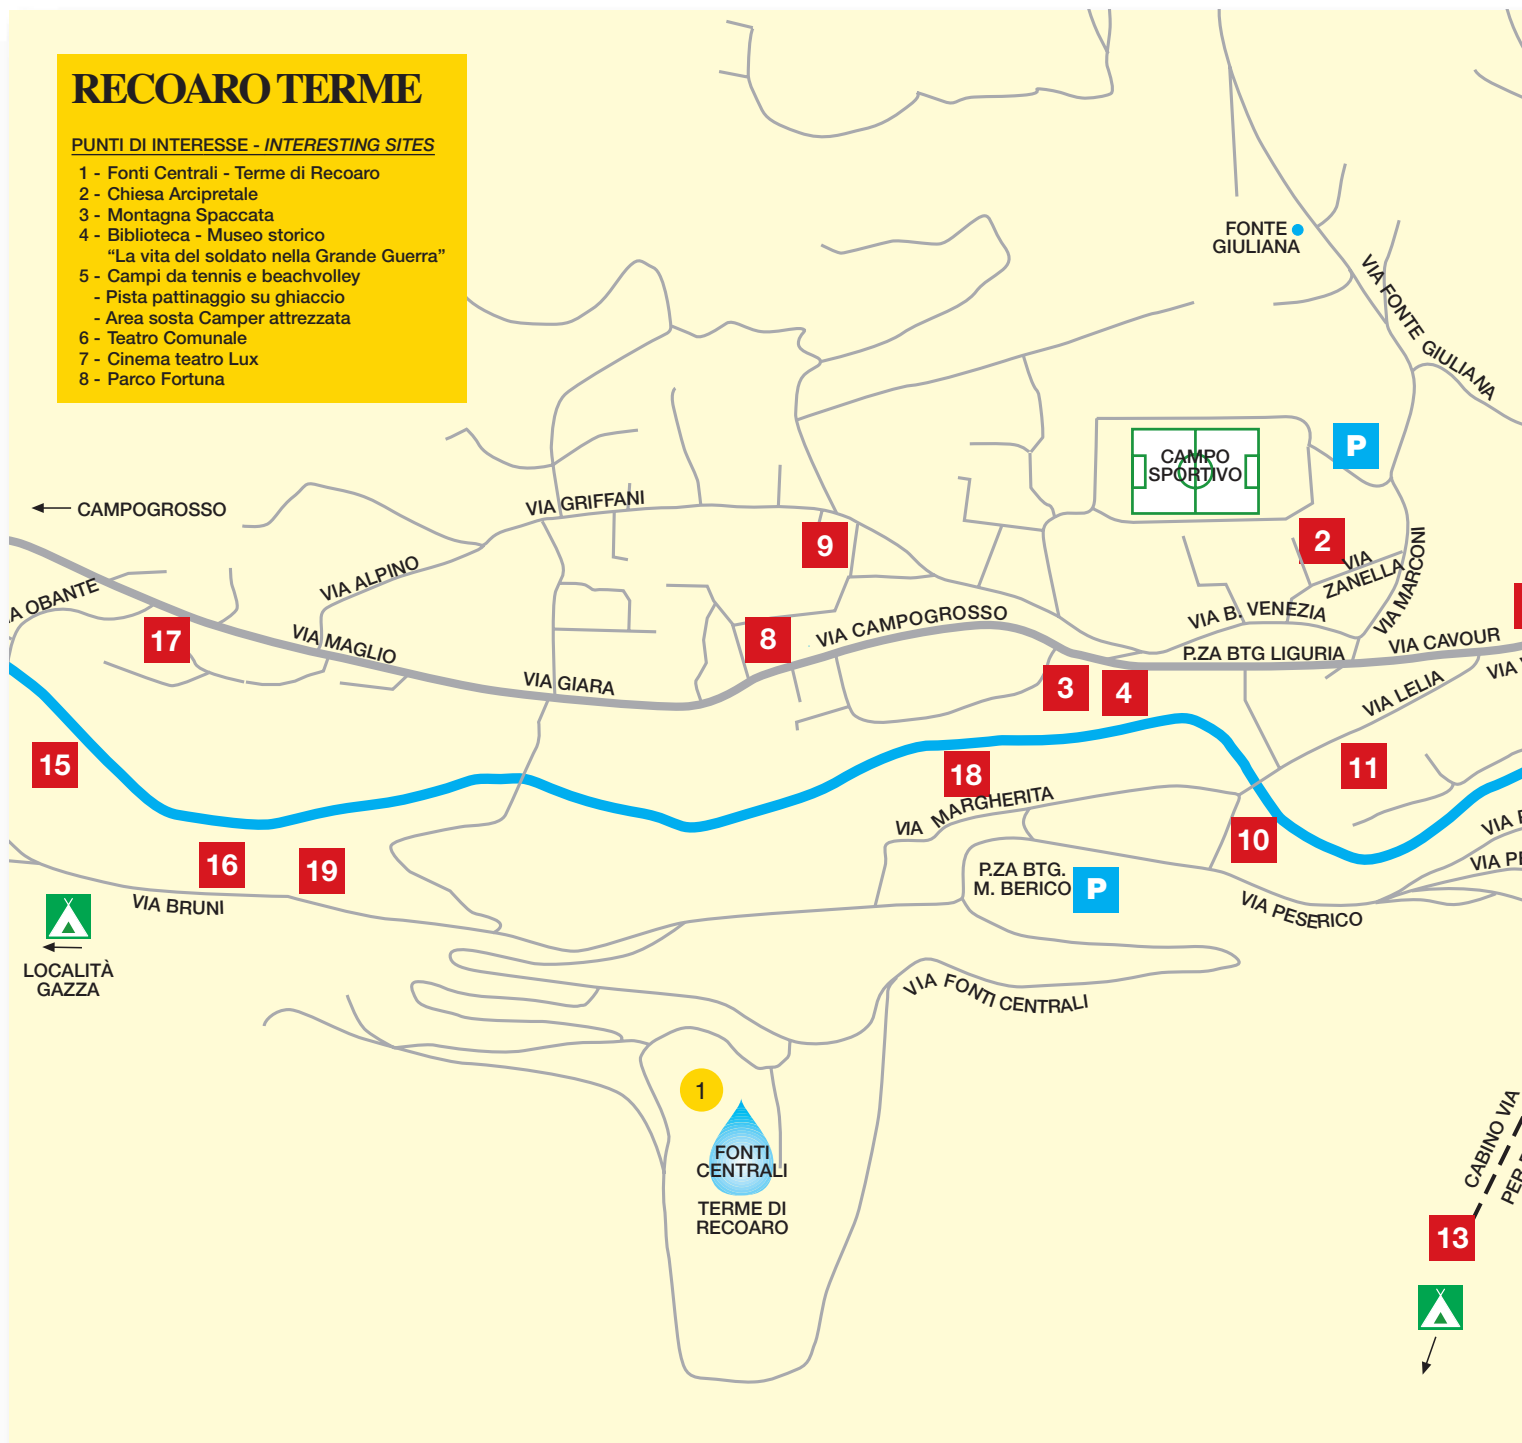 RECOARO TERME
PUNTI DI INTERESSE - INTERESTING SITES
1 - Fonti Centrali - Terme di Recoaro
2 - Chiesa Arcipretale
3 - Montagna Spaccata
4 - Biblioteca - Museo storico
“La vita del soldato nella Grande Guerra”
5 - Campi da tennis e beachvolley
- Pista pattinaggio su ghiaccio
- Area sosta Camper attrezzata
6 - Teatro Comunale
7 - Cinema teatro Lux
8 - Parco Fortuna
FONTE
GIULIANA
VIA FONTE GIULIANA
CAMPO
SPORTIVO
P
CAMPOGROSSO
VIA GRIFFANI
9
2
VIA
ZANELLA
VIA MARCONI
VIA ALPINO
A OBANTE
17
VIA MAGLIO
8
VIA CAMPOGROSSO
VIA B. VENEZIA
P.ZA BTG LIGURIA
VIA CAVOUR
VIA
VIA GIARA
3
4
VIA LELIA
15
18
11
VIA MARGHERITA
10
VIA
VIA PE
16
19
P.ZA BTG.
M. BERICO
P
VIA BRUNI
VIA PESERICO
LOCALITÀ
GAZZA
VIA FONTI CENTRALI
1
FONTI
CENTRALI
TERME DI
RECOARO
CABINO VIA
PER
13